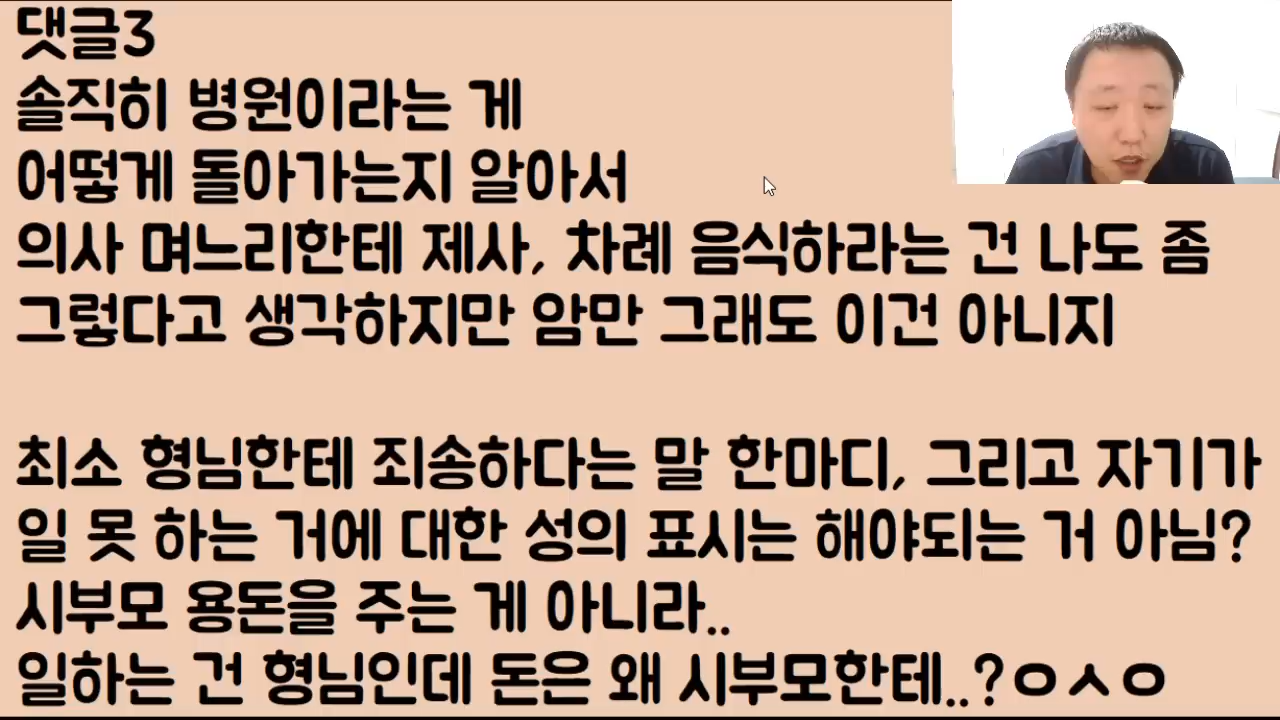 댓글3
솔직히 병원이라는 게
어떻게 돌아가는지 알아서
의사 며느리한테 제사, 차례 음식하라는 건 나도 좀
그렇다고 생각하지만 암만 그래도 이건 아니지
최소 형님한테 죄송하다는 말 한마디, 그리고 자기가
일 못 하는 거에 대한 성의 표시는 해야되는 거 아님?
시부모 용돈을 주는 게 아니라..
일하는 건 형님인데 돈은 왜 시부모한테..?ㅇㅅㅇ